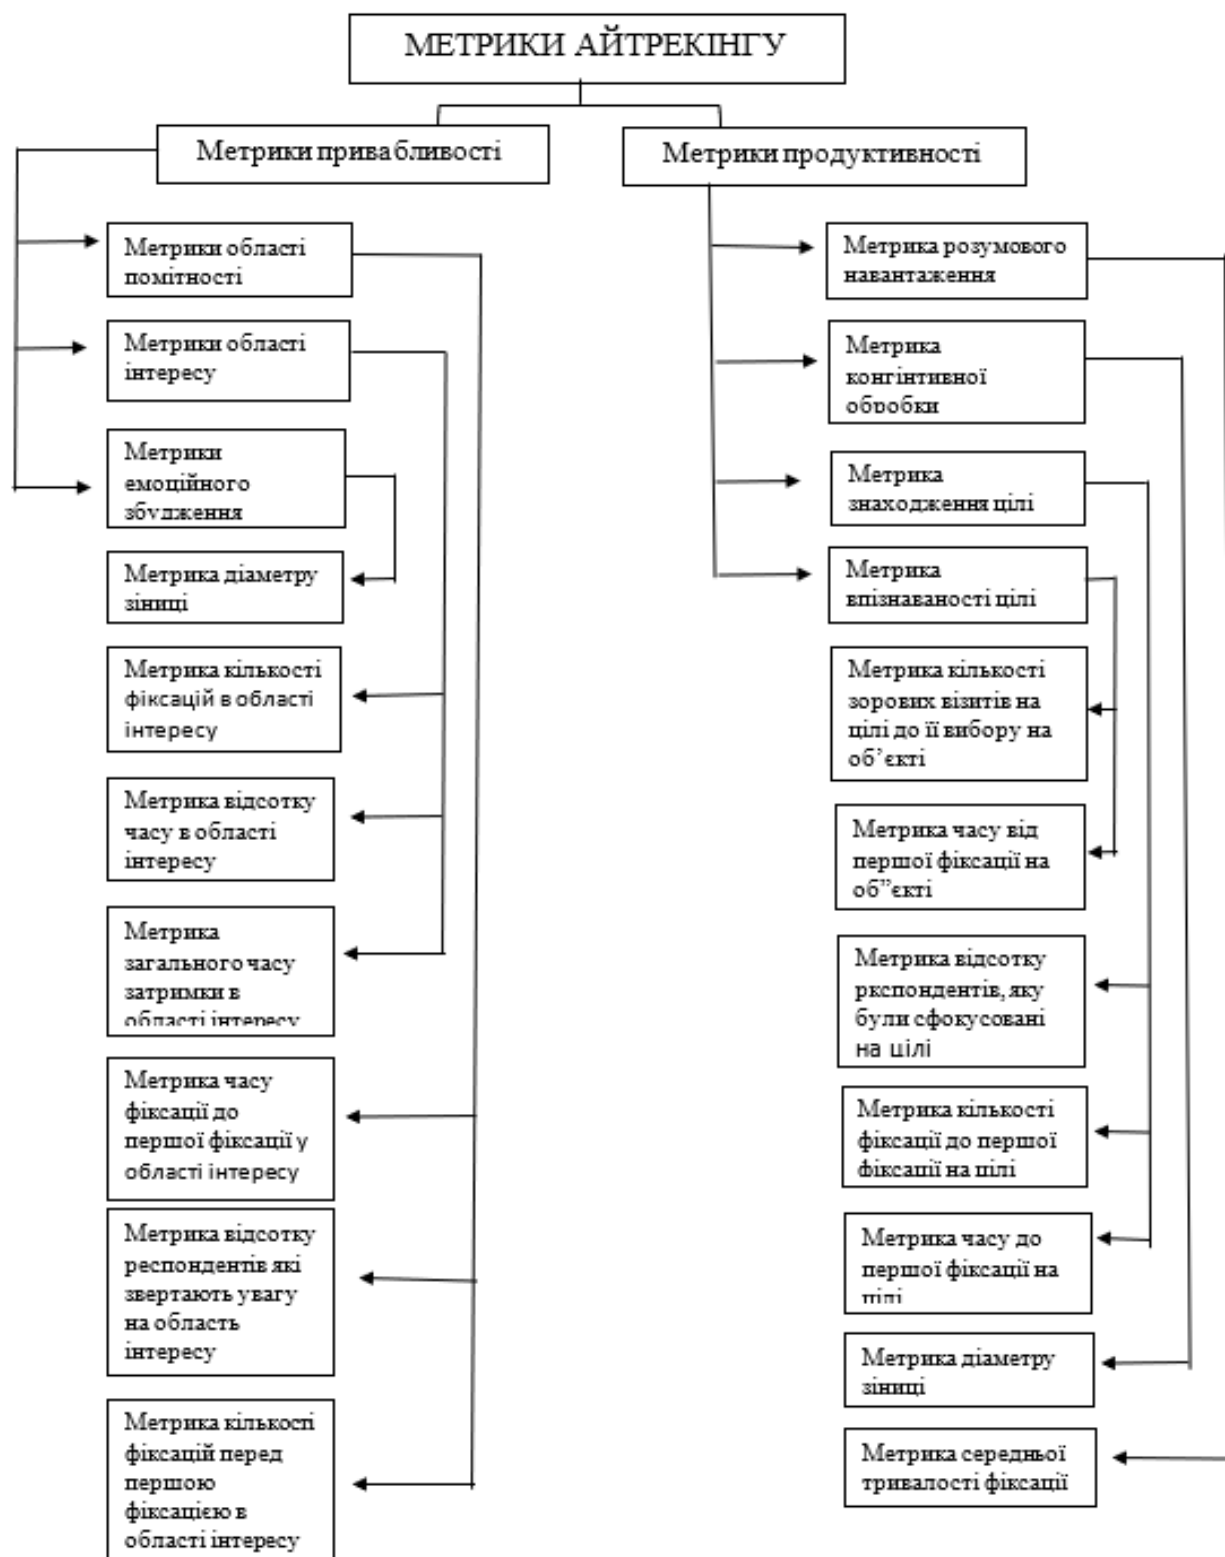 МЕТРИКИ АЙТРЕКІНГУ
Метрики привабливості
Метрики продуктивності
Метрики області
помітності
Метрики області
інтересу
Метрики
емоційного
збудження
Метрика діаметру
зіниці
Метрика кількості
фіксацій в області
інтересу
Метрика відсотку
часу в області
інтересу
Метрика
загального часу
затримки в
області інтересу
Метрика часу
фіксації до
першої фіксації у
області інтересу
Метрика відсотку
респондентів які
звертають увагу
на область
інтересу
Метрика кількості
фіксацій перед
першою
фіксацією в
області інтересу
Метрика розумового
навантаження
Метрика
конгінтивної
обробки
Метрика
знаходження цілі
Метрика
впізнаваності цілі
Метрика кількості
зорових візитів на
цілі до її вибору на
об’єкті
Метрика часу від
першої фіксації на
об”єкті
Метрика відсотку
ркспондентів, яку
були сфокусовані
на цілі
Метрика кількості
фіксації до першої
фіксації на цілі
Метрика часу до
першої фіксації на
цілі
Метрика діаметру
зіниці
Метрика середньої
тривалості фіксації